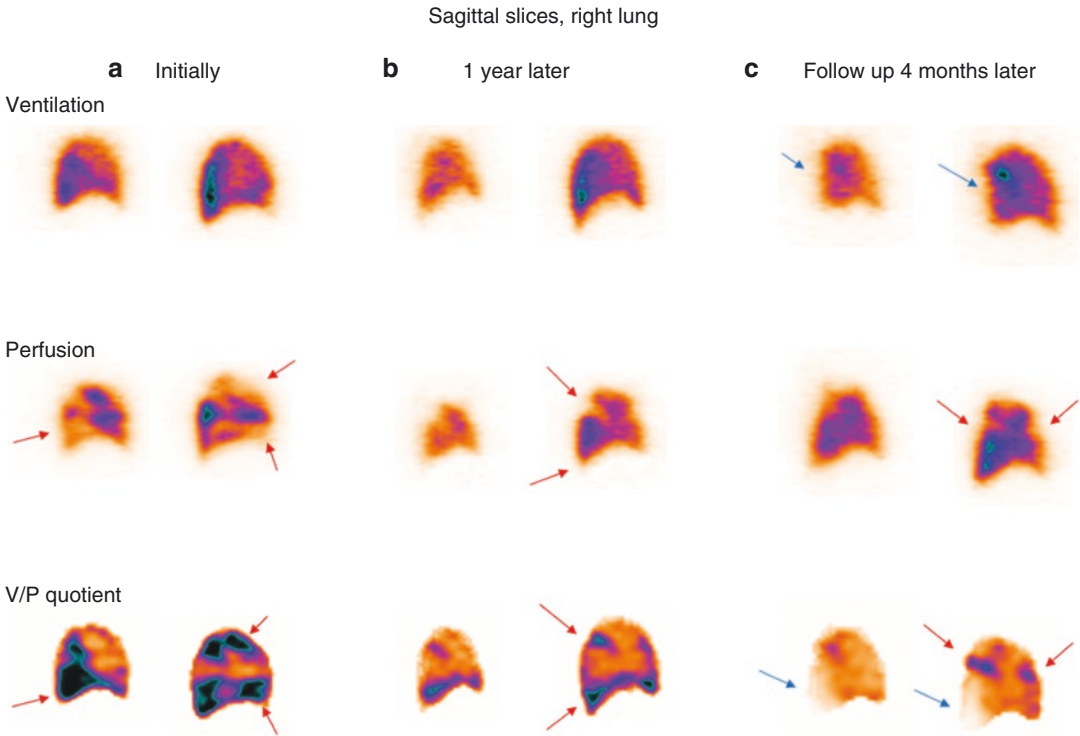 Sagittal slices, right lung
a Initially
b 1 year later
c Follow up 4 months later
Ventilation
Perfusion
V/P quotient